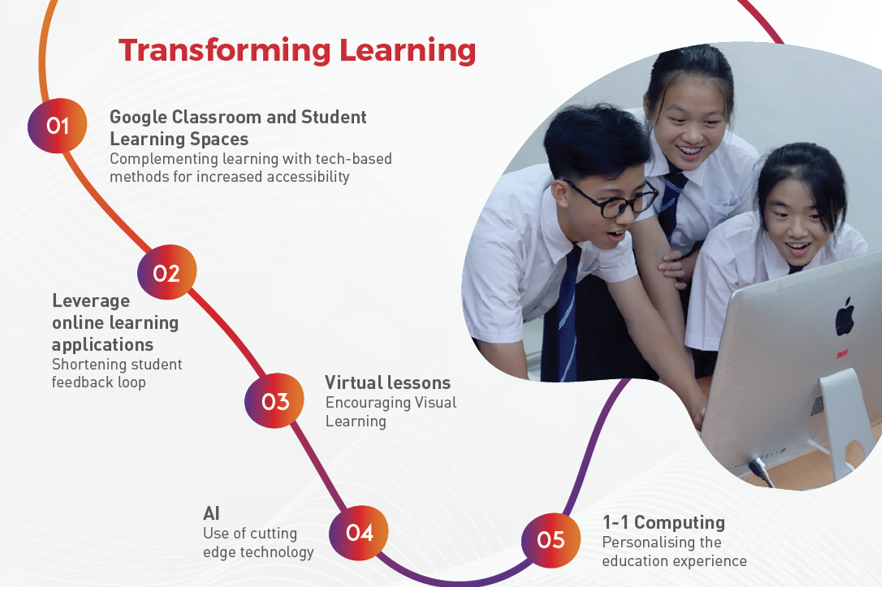 Transforming Learning
01
Google Classroom and Student
Learning Spaces
Complementing learning with tech-based
methods for increased accessibility
02
Leverage
online learning
applications
Shortening student
feedback loop
03
Virtual lessons
Encouraging Visual
Learning
AI
Use of cutting
edge technology
04
05
1-1 Computing
Personalising the
education experience